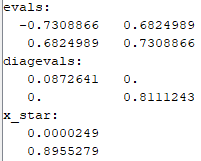 evals:
-0.7308866 0.6824989
0.6824989 0.7308866
diagevals:
0.0872641 0.
0. 0.8111243
x_star:
0.0000249
0.8955279